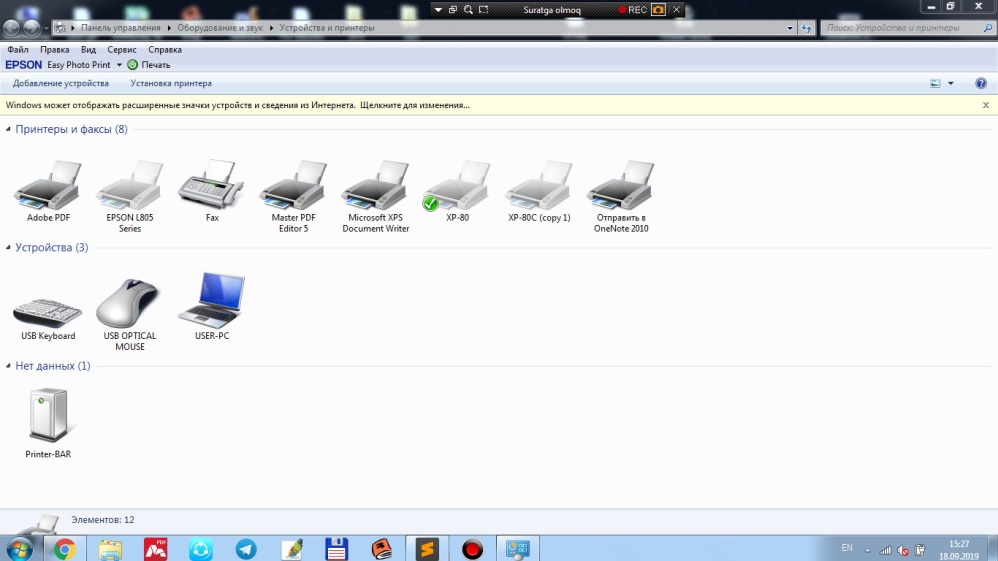 Suratga olmoq REC
Панель управления Оборудование и звук Устройства и принтеры
Поиск: Устройства и принтеры
Файл Правка Вид Сервис Справка
EPSON Easy Photo Print Печать
Добавление устройства Установка принтера
Windows может отображать расширенные значки устройств и сведения из Интернета. Щелкните для изменения...
Принтеры и факсы (8)
Adobe PDF
EPSON L805
Series
Fax
Master PDF
Editor 5
Microsoft XPS
Document Writer
XP-80
XP-80C (copy 1)
Отправить в
OneNote 2010
Устройства (3)
USB Keyboard
USB OPTICAL
MOUSE
USER-PC
Нет данных (1)
Printer-BAR
Элементов: 12
PDF
EN
15:27
18.09.2019